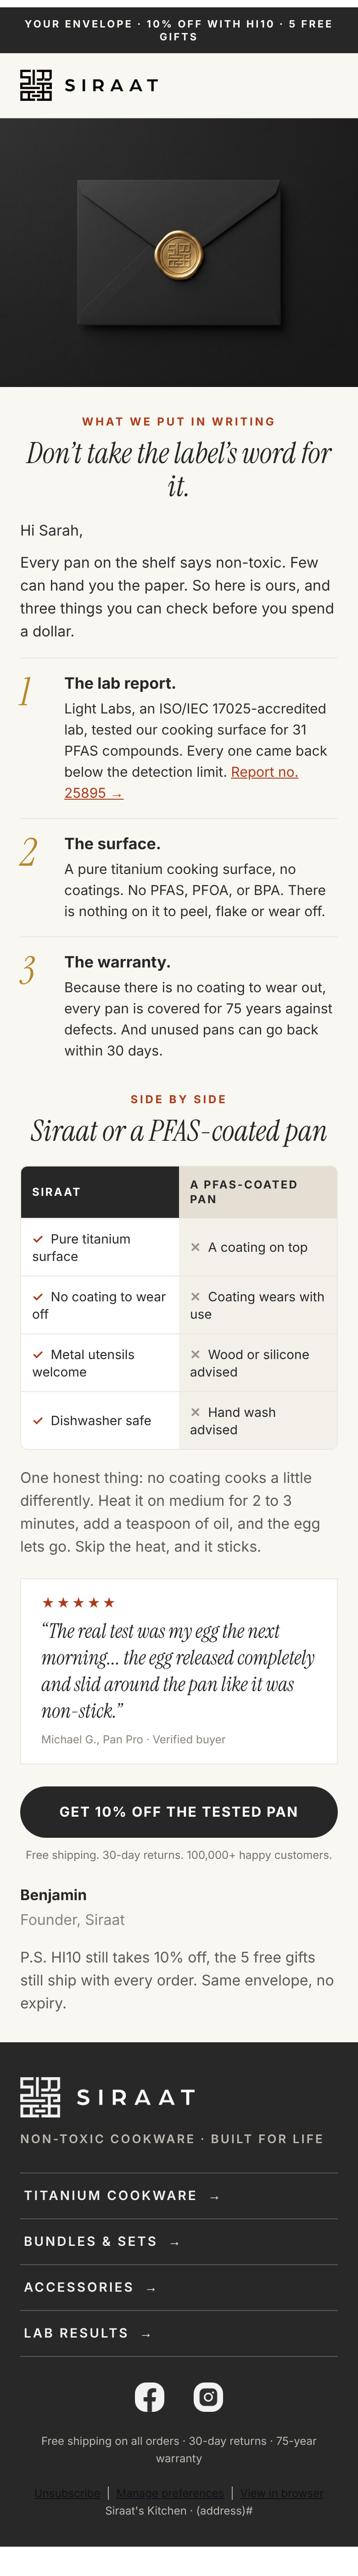 YOUR ENVELOPE · 10% OFF WITH HI10 · 5 FREE
GIFTS
SIRAAT
WHAT WE PUT IN WRITING
Don’t take the label’s word for
it.
Hi Sarah,
Every pan on the shelf says non-toxic. Few
can hand you the paper. So here is ours, and
three things you can check before you spend
a dollar.
1
The lab report.
Light Labs, an ISO/IEC 17025-accredited
lab, tested our cooking surface for 31
PFAS compounds. Every one came back
below the detection limit. Report no.
25895 →
2
The surface.
A pure titanium cooking surface, no
coatings. No PFAS, PFOA, or BPA. There
is nothing on it to peel, flake or wear off.
3
The warranty.
Because there is no coating to wear out,
every pan is covered for 75 years against
defects. And unused pans can go back
within 30 days.
SIDE BY SIDE
Siraat or a PFAS-coated pan
SIRAAT
A PFAS-COATED
PAN
✓ Pure titanium
surface
✕ A coating on top
✓ No coating to wear
off
✕ Coating wears with
use
✓ Metal utensils
welcome
✕ Wood or silicone
advised
✓ Dishwasher safe
✕ Hand wash
advised
One honest thing: no coating cooks a little
differently. Heat it on medium for 2 to 3
minutes, add a teaspoon of oil, and the egg
lets go. Skip the heat, and it sticks.
★★★★★
“The real test was my egg the next
morning... the egg released completely
and slid around the pan like it was
non-stick.”
Michael G., Pan Pro · Verified buyer
GET 10% OFF THE TESTED PAN
Free shipping. 30-day returns. 100,000+ happy customers.
Benjamin
Founder, Siraat
P.S. HI10 still takes 10% off, the 5 free gifts
still ship with every order. Same envelope, no
expiry.
SIRAAT
NON-TOXIC COOKWARE · BUILT FOR LIFE
TITANIUM COOKWARE →
BUNDLES & SETS →
ACCESSORIES →
LAB RESULTS →
Free shipping on all orders · 30-day returns · 75-year
warranty
Unsubscribe | Manage preferences | View in browser
Siraat's Kitchen · (address)#